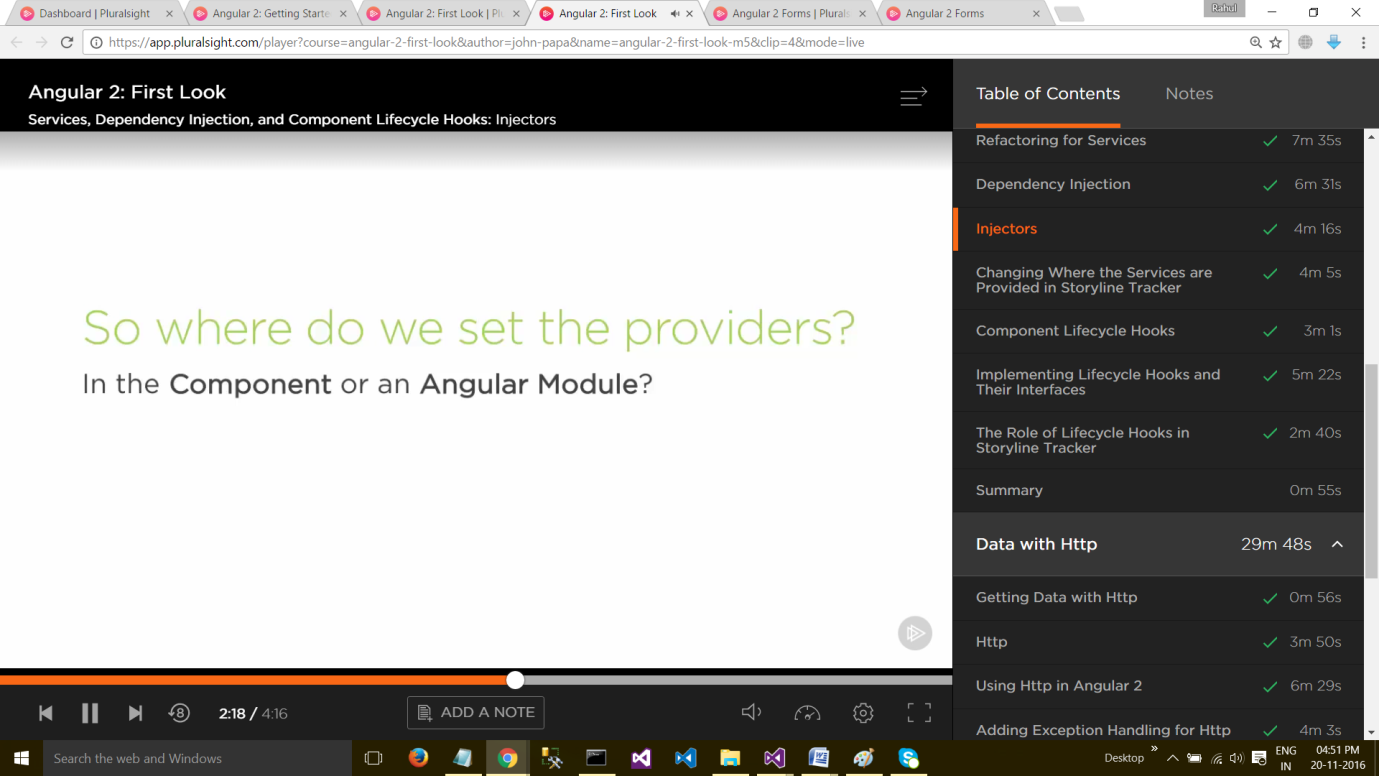 Dashboard | Pluralsight
Angular 2: Getting Starte
Angular 2: First Look | Plu
Angular 2: First Look
Angular 2 Forms | Plurals
Angular 2 Forms
Rahul
https://app.pluralsight.com/player?course=angular-2-first-look&author=john-papa&name=angular-2-first-look-m5&clip=4&mode=live
Angular 2: First Look
Services, Dependency Injection, and Component Lifecycle Hooks: Injectors
So where do we set the providers?
In the Component or an Angular Module?
2:18 / 4:16
8
ADD A NOTE
Table of Contents
Notes
Refactoring for Services 7m 35s
Dependency Injection 6m 31s
Injectors 4m 16s
Changing Where the Services are
Provided in Storyline Tracker 4m 5s
Component Lifecycle Hooks 3m 1s
Implementing Lifecycle Hooks and
Their Interfaces 5m 22s
The Role of Lifecycle Hooks in
Storyline Tracker 2m 40s
Summary 0m 55s
Data with Http 29m 48s
Getting Data with Http 0m 56s
Http 3m 50s
Using Http in Angular 2 6m 29s
Adding Exception Handling for Http 4m 3s
Search the web and Windows
Desktop
ENG
IN
04:51 PM
20-11-2016